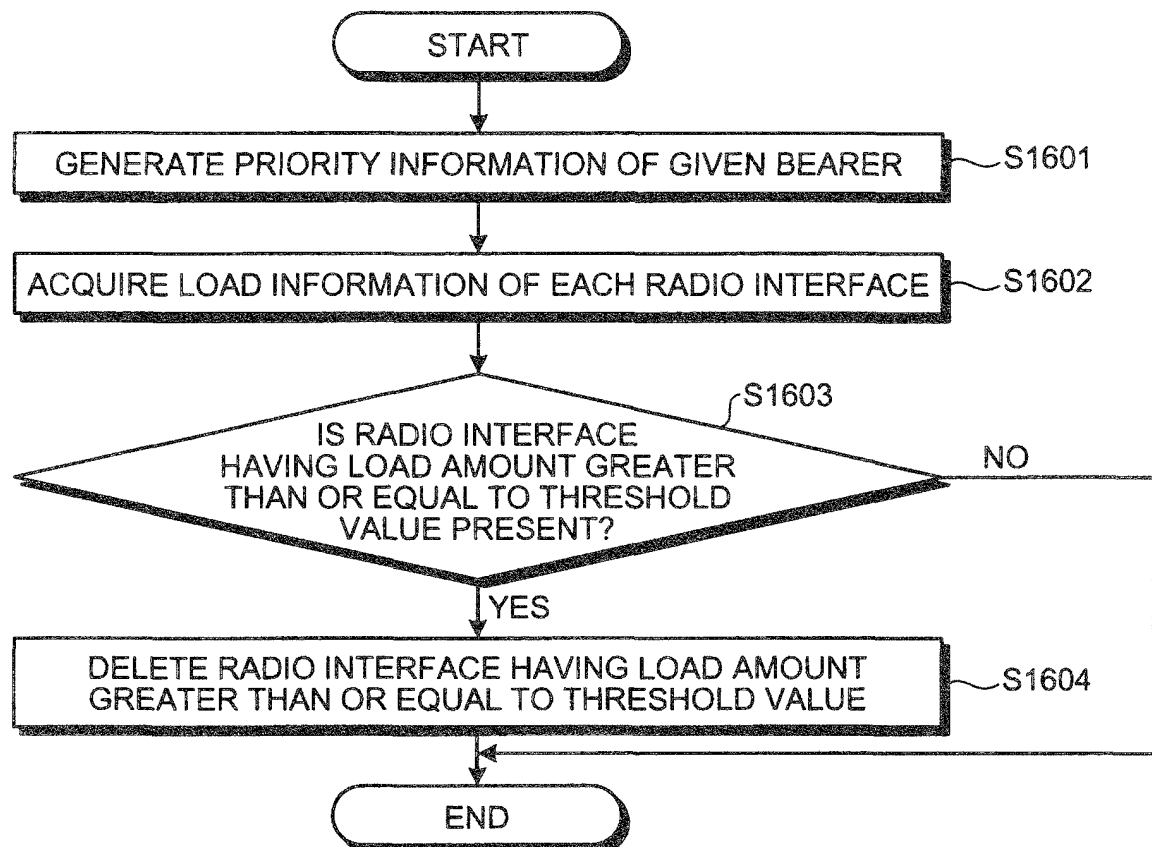 START
GENERATE PRIORITY INFORMATION OF GIVEN BEARER
S1601
ACQUIRE LOAD INFORMATION OF EACH RADIO INTERFACE
S1602
S1603
IS RADIO INTERFACE
HAVING LOAD AMOUNT GREATER
THAN OR EQUAL TO THRESHOLD
VALUE PRESENT?
NO
YES
DELETE RADIO INTERFACE HAVING LOAD AMOUNT
GREATER THAN OR EQUAL TO THRESHOLD VALUE
S1604
END